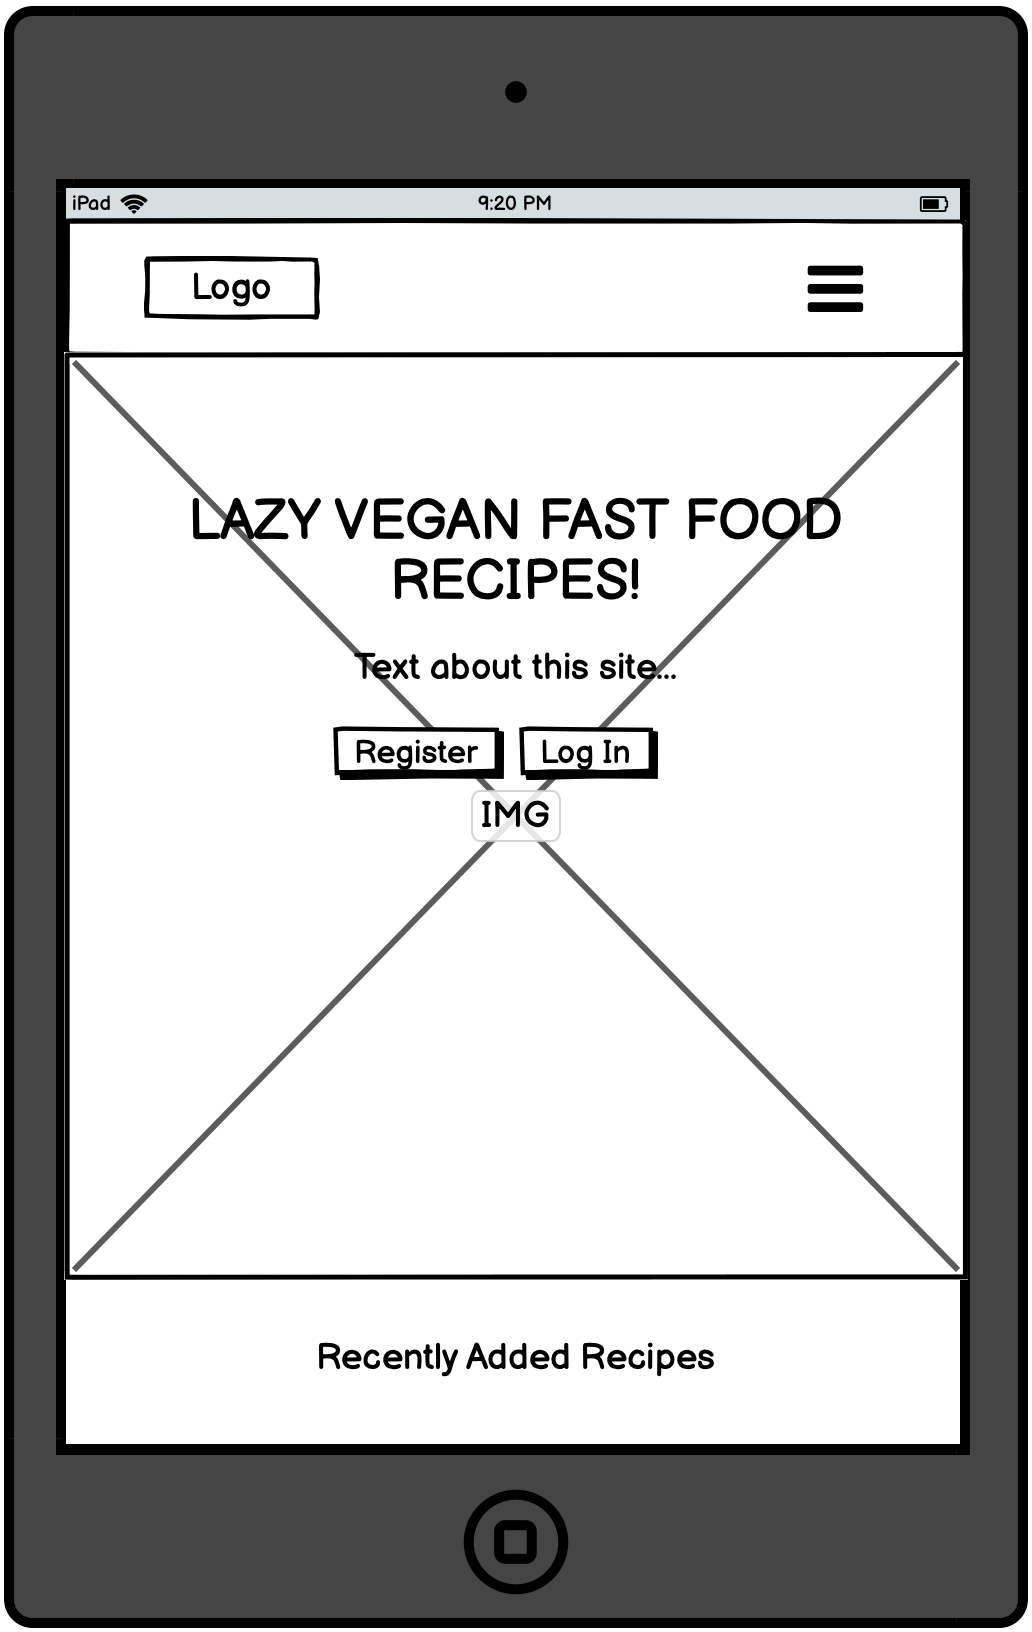 iPad 9:20 PM
Logo
LAZY VEGAN FAST FOOD
RECIPES!
Text about this site...
Register Log In
IMG
Recently Added Recipes